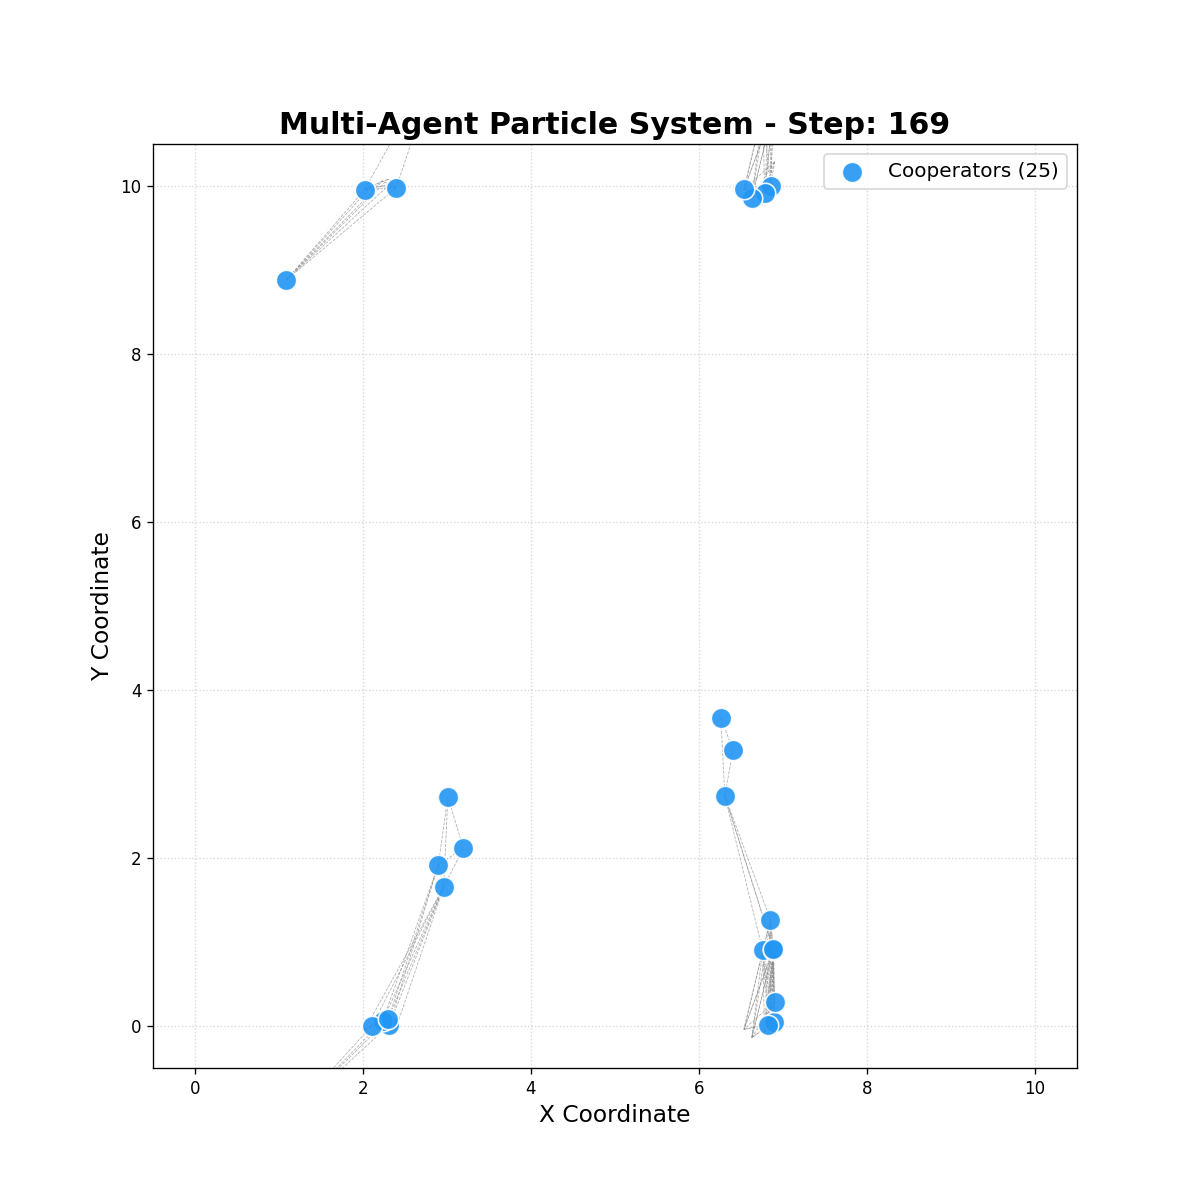 Multi-Agent Particle System - Step: 169
Cooperators (25)
10
8
6
4
2
0
Y Coordinate
0 2 4 6 8 10
X Coordinate